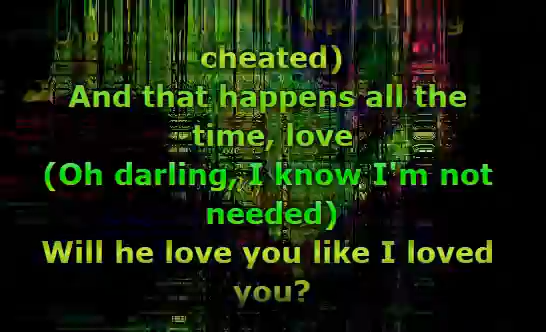 cheated)
And that happens all the
time, love
(Oh darling, I know I'm not
needed)
Will he love you like I loved
you?